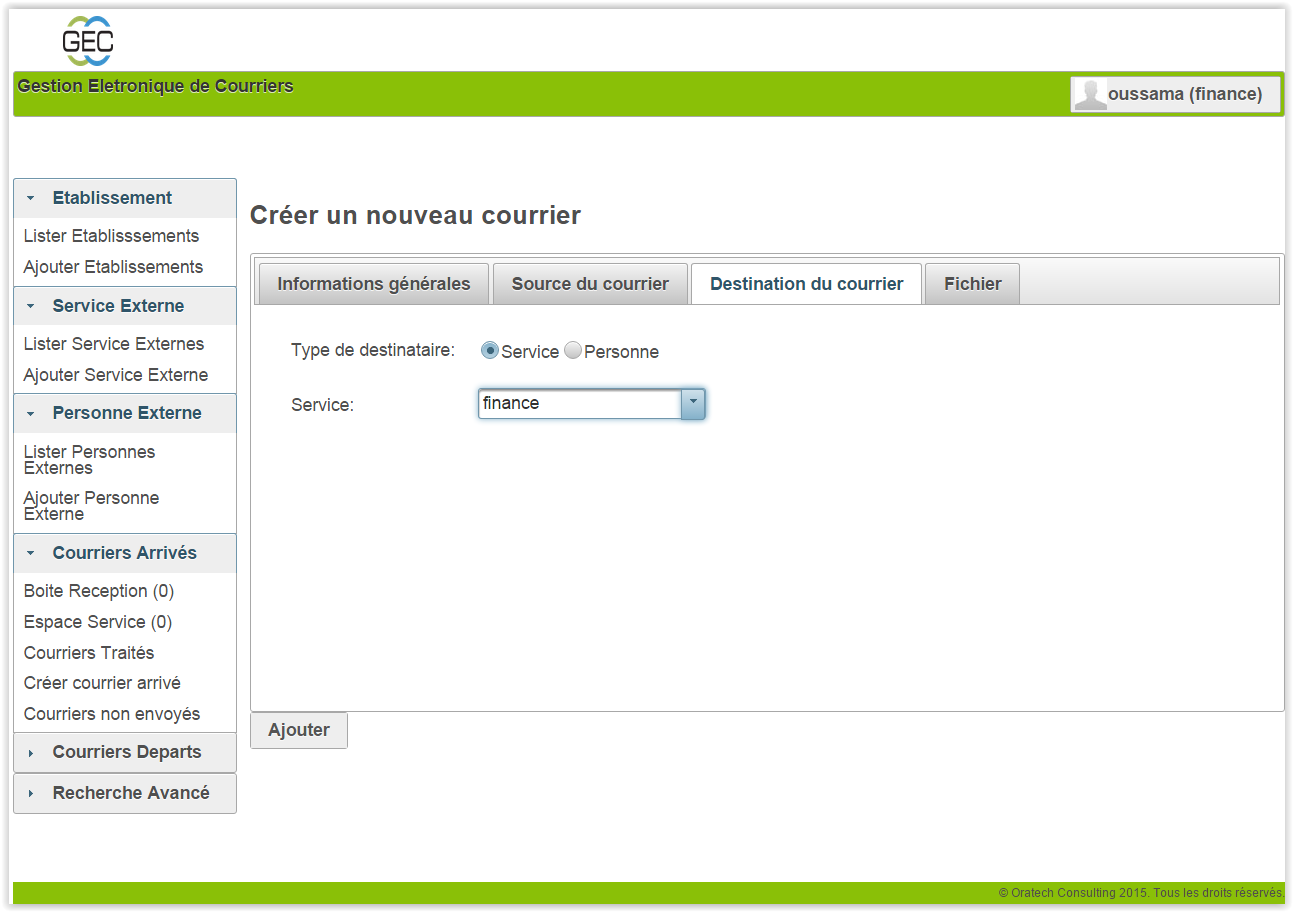 GEC
Gestion Eletronique de Courriers
oussama (finance)
Etablissement
Lister Etablisssements
Ajouter Etablissements
Service Externe
Lister Service Externes
Ajouter Service Externe
Personne Externe
Lister Personnes
Externes
Ajouter Personne
Externe
Courriers Arrivés
Boite Reception (0)
Espace Service (0)
Courriers Traités
Créer courrier arrivé
Courriers non envoyés
Courriers Departs
Recherche Avancé
Créer un nouveau courrier
Informations générales
Source du courrier
Destination du courrier
Fichier
Type de destinataire: Service Personne
Service: finance
Ajouter
© Oratech Consulting 2015. Tous les droits réservés.